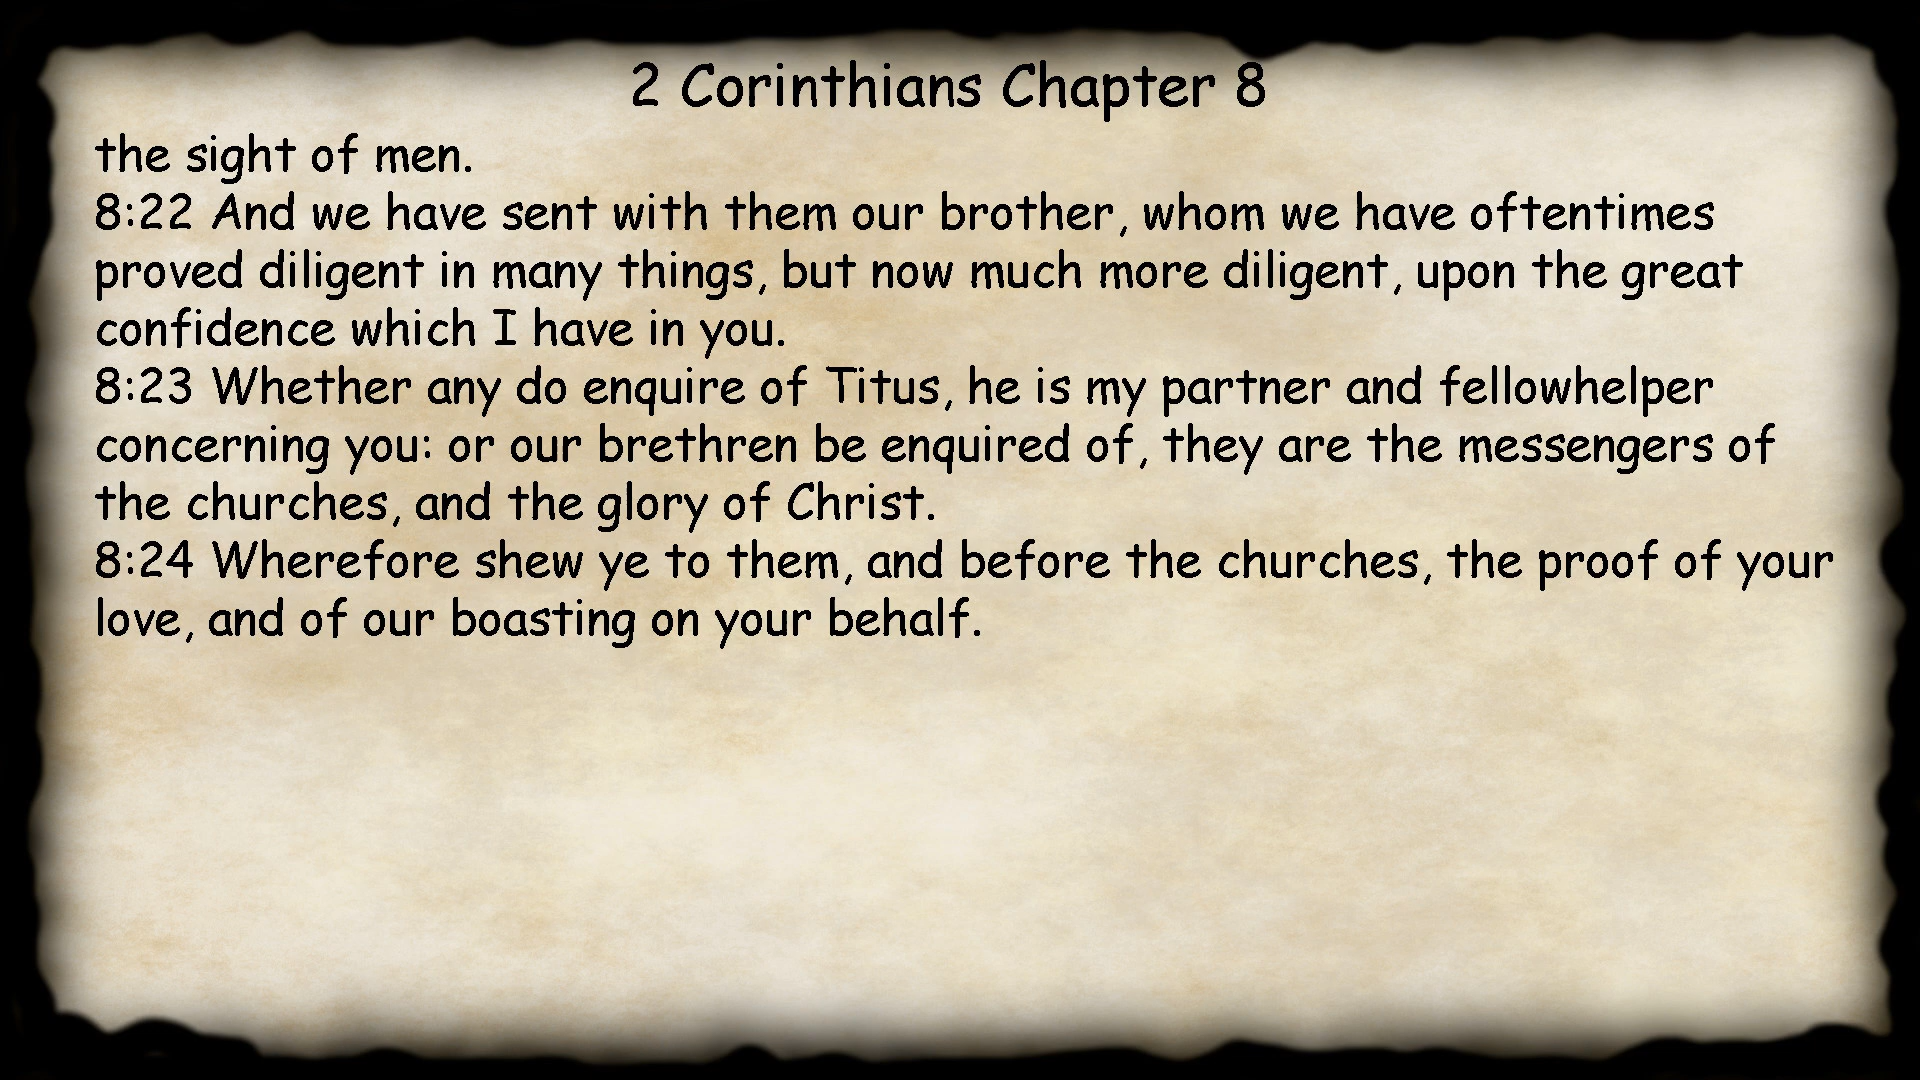 2 Corinthians Chapter 8
the sight of men.
8:22 And we have sent with them our brother, whom we have oftentimes
proved diligent in many things, but now much more diligent, upon the great
confidence which I have in you.
8:23 Whether any do enquire of Titus, he is my partner and fellowhelper
concerning you: or our brethren be enquired of, they are the messengers of
the churches, and the glory of Christ.
8:24 Wherefore shew ye to them, and before the churches, the proof of your
love, and of our boasting on your behalf.